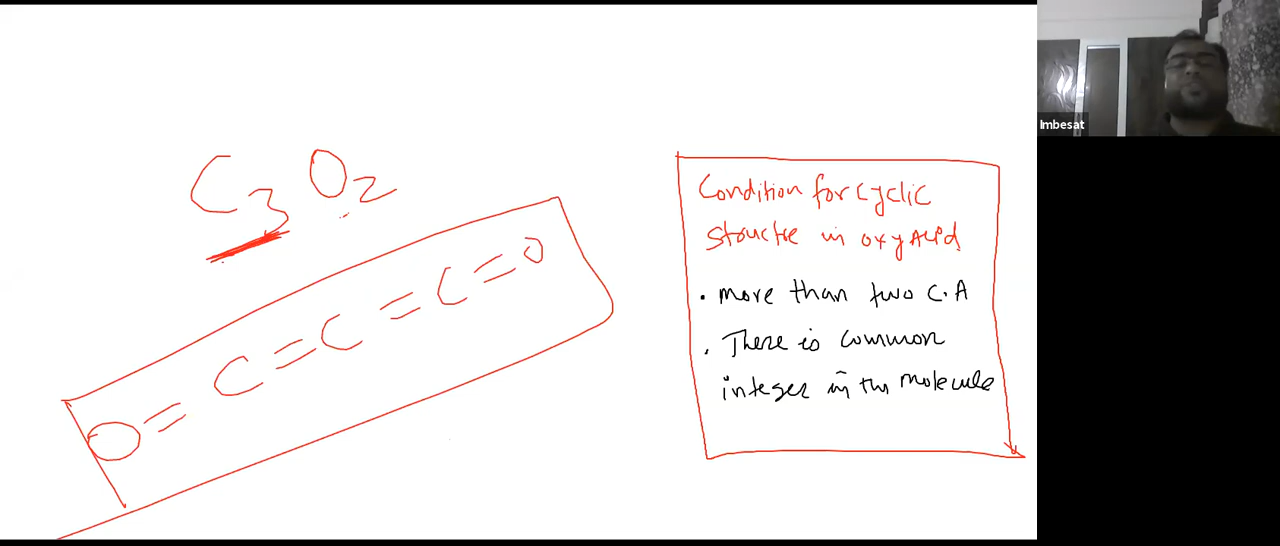 C3O2
O=C=C=C=O
Condition for cyclic
structre in oxyAcid
• more than two C.A
• There is common
integer in the molecule
Imbesat